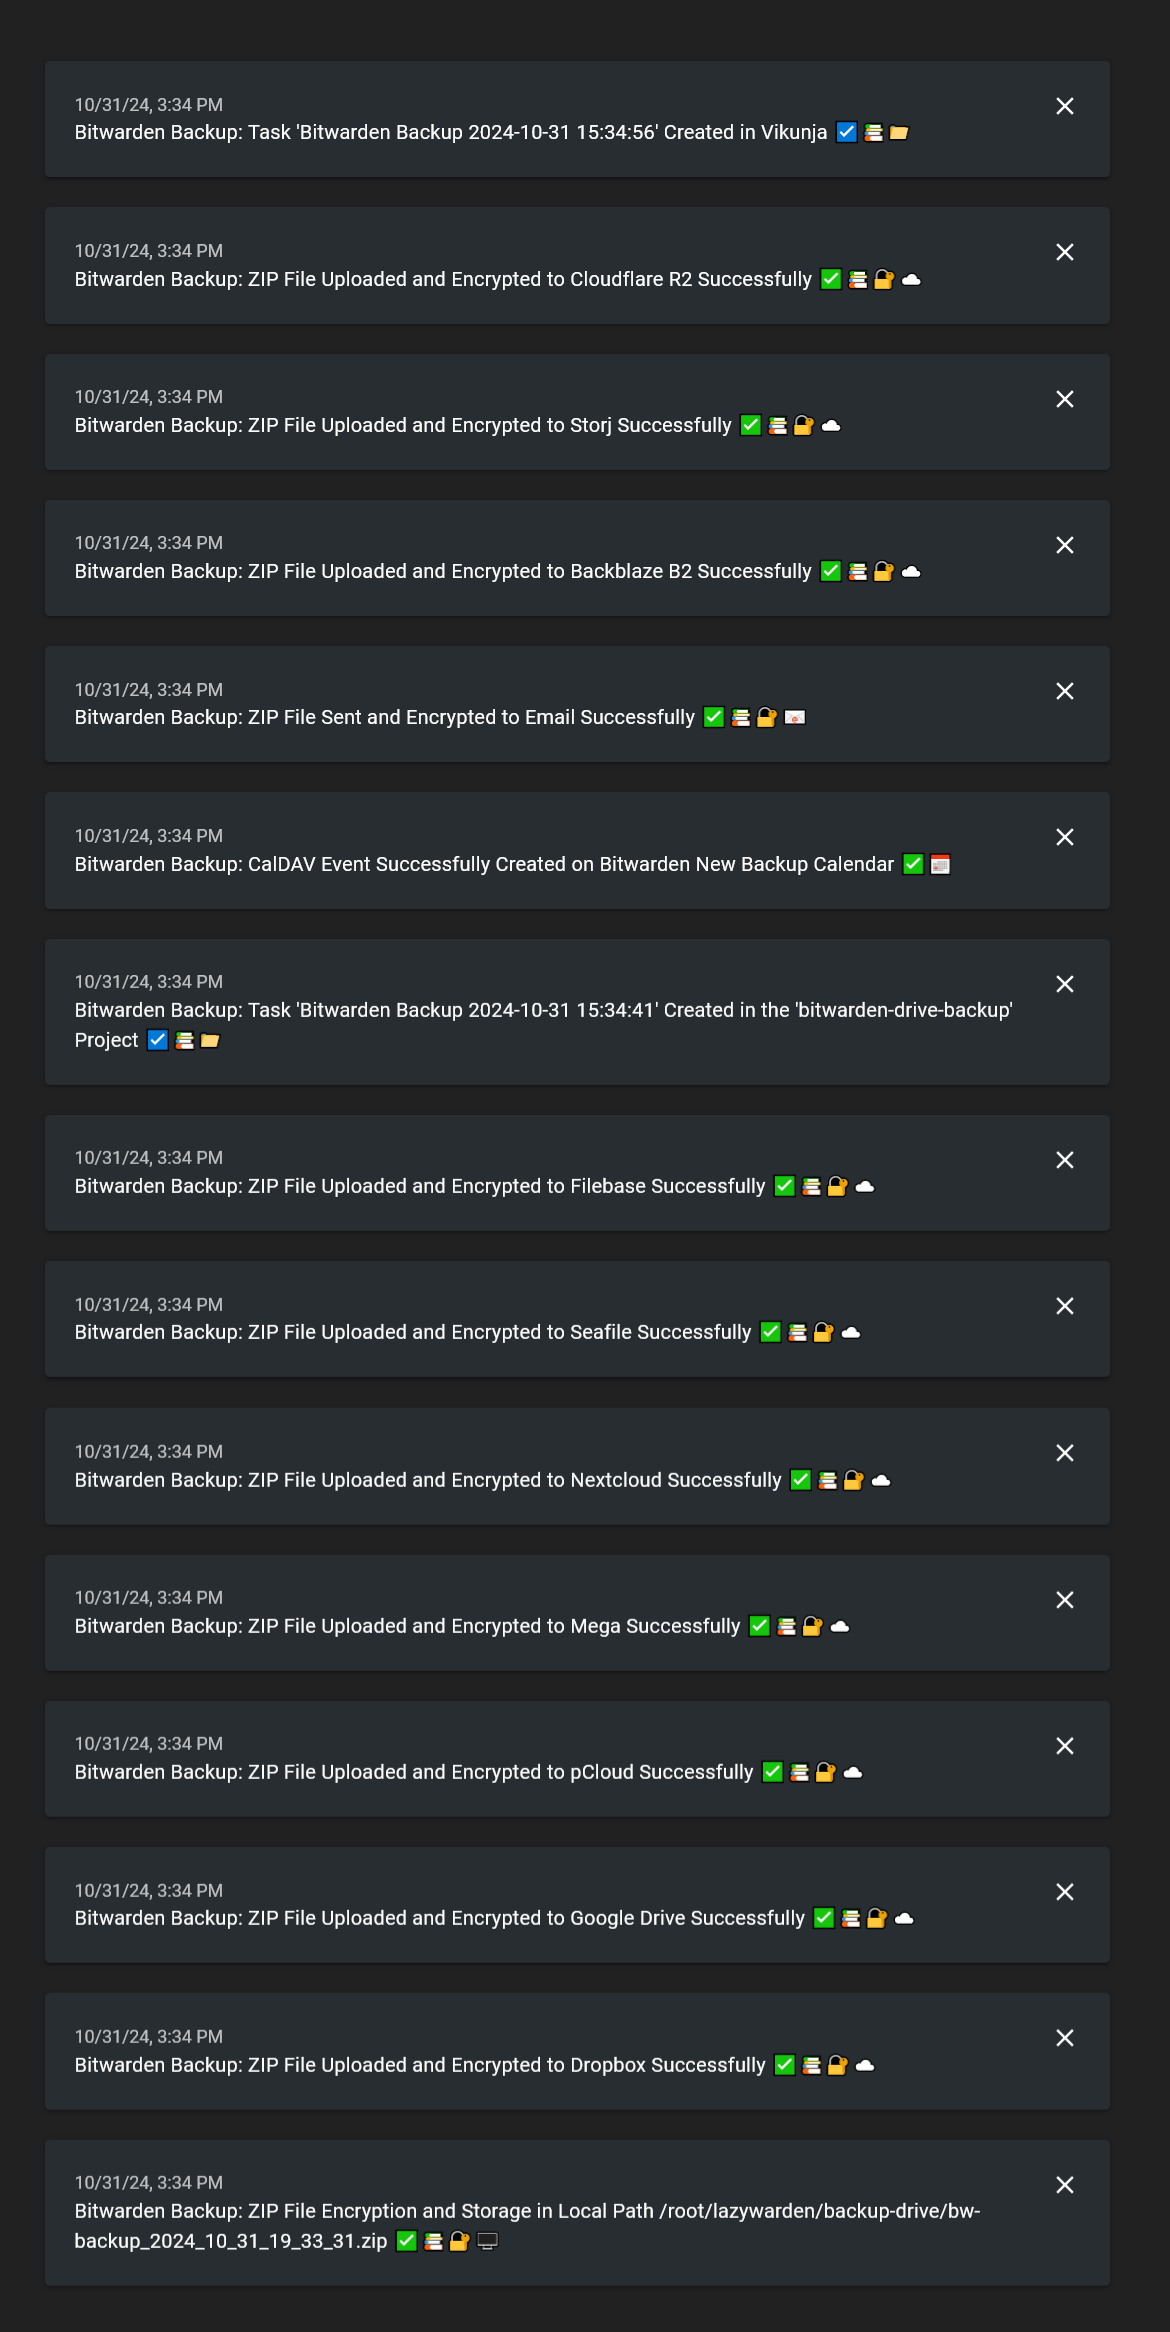 10/31/24, 3:34 PM
Bitwarden Backup: Task 'Bitwarden Backup 2024-10-31 15:34:56' Created in Vikunja ☑️ 📚 📂
10/31/24, 3:34 PM
Bitwarden Backup: ZIP File Uploaded and Encrypted to Cloudflare R2 Successfully ✅ 📚 🔐 ☁️
10/31/24, 3:34 PM
Bitwarden Backup: ZIP File Uploaded and Encrypted to Storj Successfully ✅ 📚 🔐 ☁️
10/31/24, 3:34 PM
Bitwarden Backup: ZIP File Uploaded and Encrypted to Backblaze B2 Successfully ✅ 📚 🔐 ☁️
10/31/24, 3:34 PM
Bitwarden Backup: ZIP File Sent and Encrypted to Email Successfully ✅ 📚 🔐 📧
10/31/24, 3:34 PM
Bitwarden Backup: CalDAV Event Successfully Created on Bitwarden New Backup Calendar ✅ 📅
10/31/24, 3:34 PM
Bitwarden Backup: Task 'Bitwarden Backup 2024-10-31 15:34:41' Created in the 'bitwarden-drive-backup'
Project ☑️ 📚 📂
10/31/24, 3:34 PM
Bitwarden Backup: ZIP File Uploaded and Encrypted to Filebase Successfully ✅ 📚 🔐 ☁️
10/31/24, 3:34 PM
Bitwarden Backup: ZIP File Uploaded and Encrypted to Seafile Successfully ✅ 📚 🔐 ☁️
10/31/24, 3:34 PM
Bitwarden Backup: ZIP File Uploaded and Encrypted to Nextcloud Successfully ✅ 📚 🔐 ☁️
10/31/24, 3:34 PM
Bitwarden Backup: ZIP File Uploaded and Encrypted to Mega Successfully ✅ 📚 🔐 ☁️
10/31/24, 3:34 PM
Bitwarden Backup: ZIP File Uploaded and Encrypted to pCloud Successfully ✅ 📚 🔐 ☁️
10/31/24, 3:34 PM
Bitwarden Backup: ZIP File Uploaded and Encrypted to Google Drive Successfully ✅ 📚 🔐 ☁️
10/31/24, 3:34 PM
Bitwarden Backup: ZIP File Uploaded and Encrypted to Dropbox Successfully ✅ 📚 🔐 ☁️
10/31/24, 3:34 PM
Bitwarden Backup: ZIP File Encryption and Storage in Local Path /root/lazywarden/backup-drive/bw-
backup_2024_10_31_19_33_31.zip ✅ 📚 🔐 🖥️